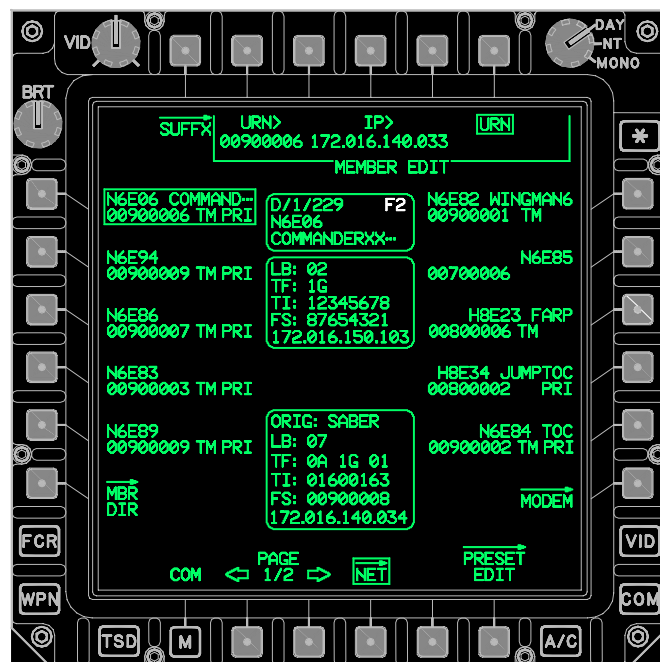 VID
DAY
NT
MONO
BRT
SUFFX
URN> IP> URN
00900006 172.016.140.033
MEMBER EDIT
*
N6E06 COMMAND…
00900006 TM PRI
D/1/229 F2
N6E06
COMMANDERXX…
N6E82 WINGMAN6
00900001 TM
N6E94
00900009 TM PRI
LB: 02
TF: 1G
TI: 12345678
FS: 87654321
172.016.150.103
N6E85
00700006
N6E86
00900007 TM PRI
H8E23 FARP
00800006 TM
N6E83
00900003 TM PRI
H8E34 JUMPTOC
00800002 PRI
N6E89
00900009 TM PRI
ORIG: SABER
LB: 07
TF: 0A 1G 01
TI: 01600163
FS: 00900008
172.016.140.034
N6E84 TOC
00900002 TM PRI
MBR
DIR
MODEM
FCR
VID
COM
PAGE
1/2
NET
PRESET
EDIT
WPN
COM
TSD
M
A/C